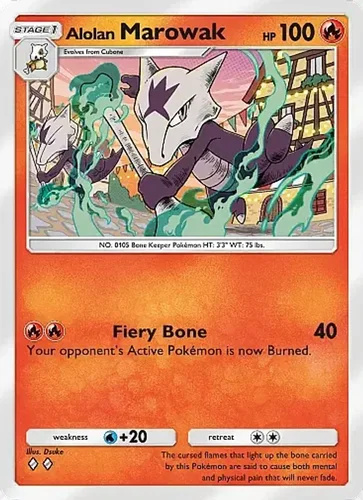 STAGE 1 Alolan Marowak HP 100
Evolves from Cubone
NO. 0105 Bone Keeper Pokémon HT: 3'3" WT: 75 lbs.
Fiery Bone 40
Your opponent's Active Pokémon is now Burned.
weakness +20 retreat
Illus. Dsuke
The cursed flames that light up the bone carried
by this Pokémon are said to cause both mental
and physical pain that will never fade.